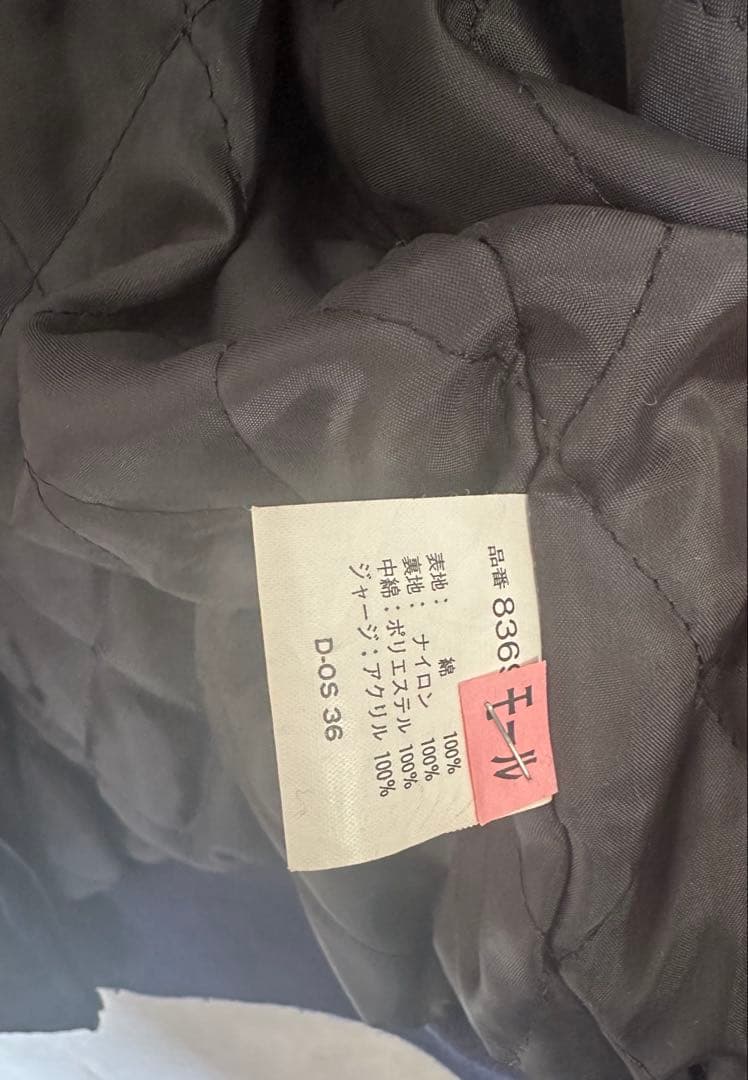 品番 836
モール
表地： 綿 100%
裏地：ナイロン 100%
中綿：ポリエステル 100%
ジャージ：アクリル 100%
D-OS 36